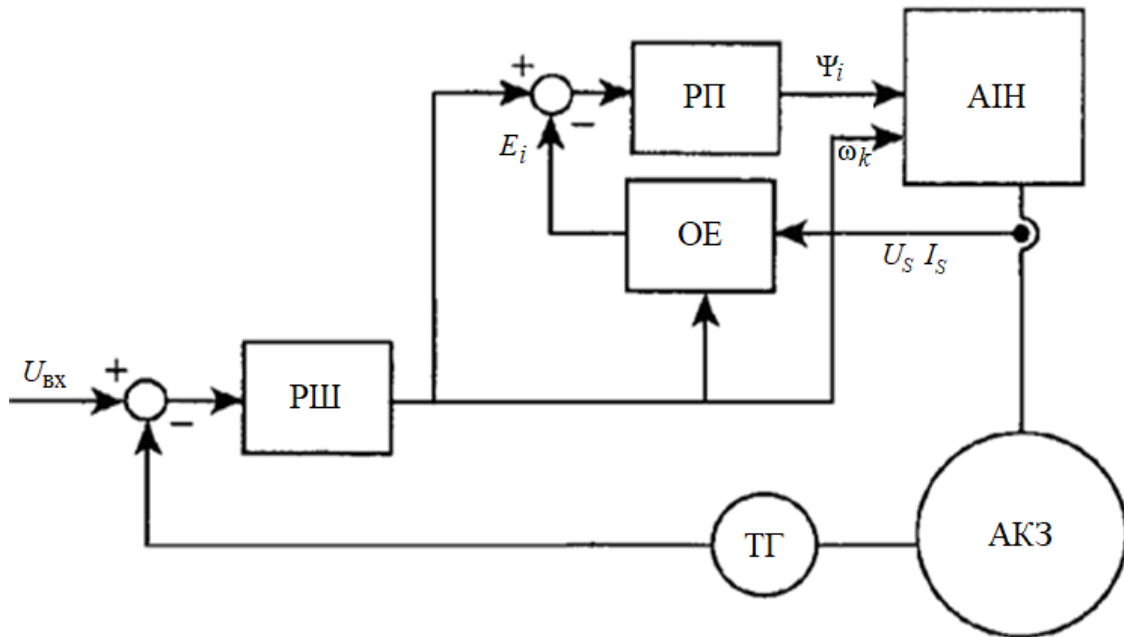 +
РП
Ψi
АІН
−
Ei
ωk
ОЕ
US IS
Uвх
+
РШ
−
ТГ
АКЗ